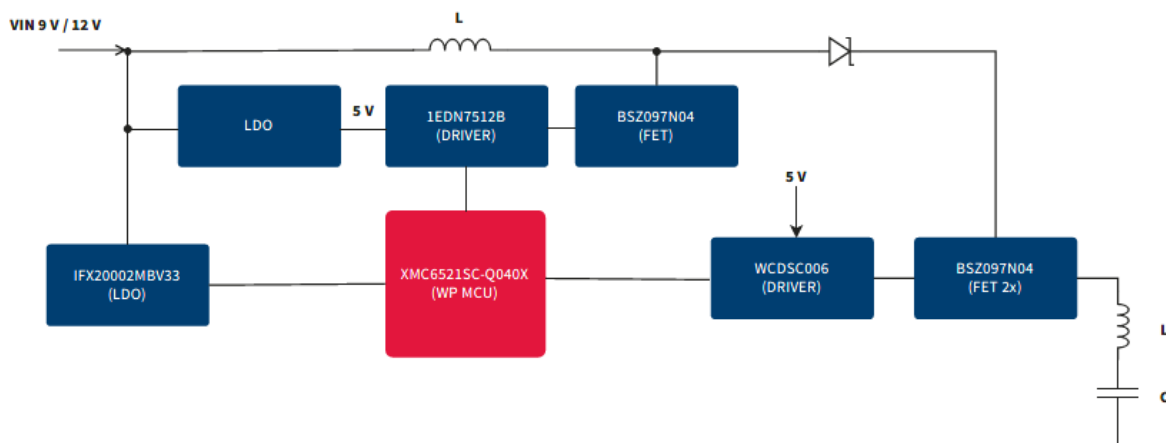 VIN 9 V / 12 V
L
LDO
5 V
1EDN7512B
(DRIVER)
BSZ097N04
(FET)
5 V
IFX20002MBV33
(LDO)
XMC6521SC-Q040X
(WP MCU)
WCDSC006
(DRIVER)
BSZ097N04
(FET 2x)
L